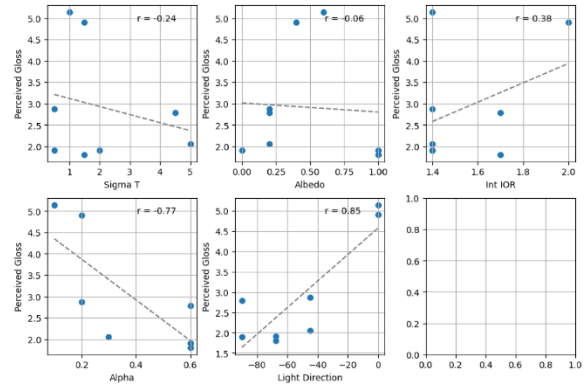 r = -0.24
r = -0.06
r = 0.38
5.0
4.5
4.0
3.5
3.0
2.5
2.0
Perceived Gloss
1 2 3 4 5
Sigma T
5.0
4.5
4.0
3.5
3.0
2.5
2.0
Perceived Gloss
0.00 0.25 0.50 0.75 1.00
Albedo
5.0
4.5
4.0
3.5
3.0
2.5
2.0
Perceived Gloss
1.4 1.6 1.8 2.0
Int IOR
r = -0.77
r = 0.85
5.0
4.5
4.0
3.5
3.0
2.5
2.0
Perceived Gloss
0.2 0.4 0.6
Alpha
5.0
4.5
4.0
3.5
3.0
2.5
2.0
1.5
Perceived Gloss
−80 −60 −40 −20 0
Light Direction
1.0
0.8
0.6
0.4
0.2
0.0
0.0 0.2 0.4 0.6 0.8 1.0